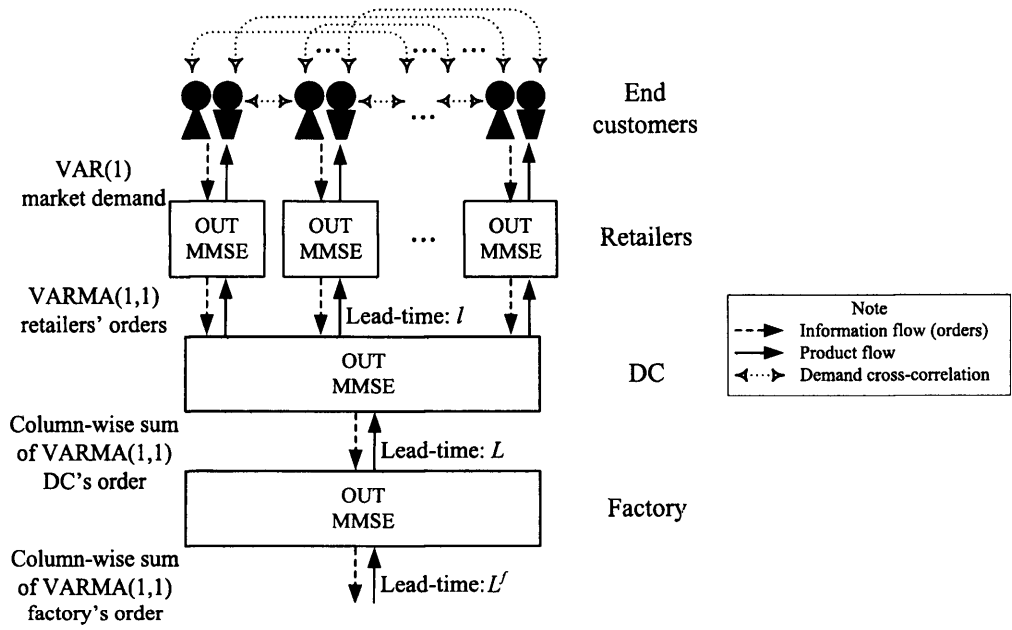 End
customers
VAR(1)
market demand
OUT
MMSE
OUT
MMSE
...
OUT
MMSE
Retailers
VARMA(1,1)
retailers’ orders
Lead-time: l
OUT
MMSE
DC
Note
Information flow (orders)
Product flow
Demand cross-correlation
Column-wise sum
of VARMA(1,1)
DC’s order
Lead-time: L
OUT
MMSE
Factory
Column-wise sum
of VARMA(1,1)
factory’s order
Lead-time: L^f